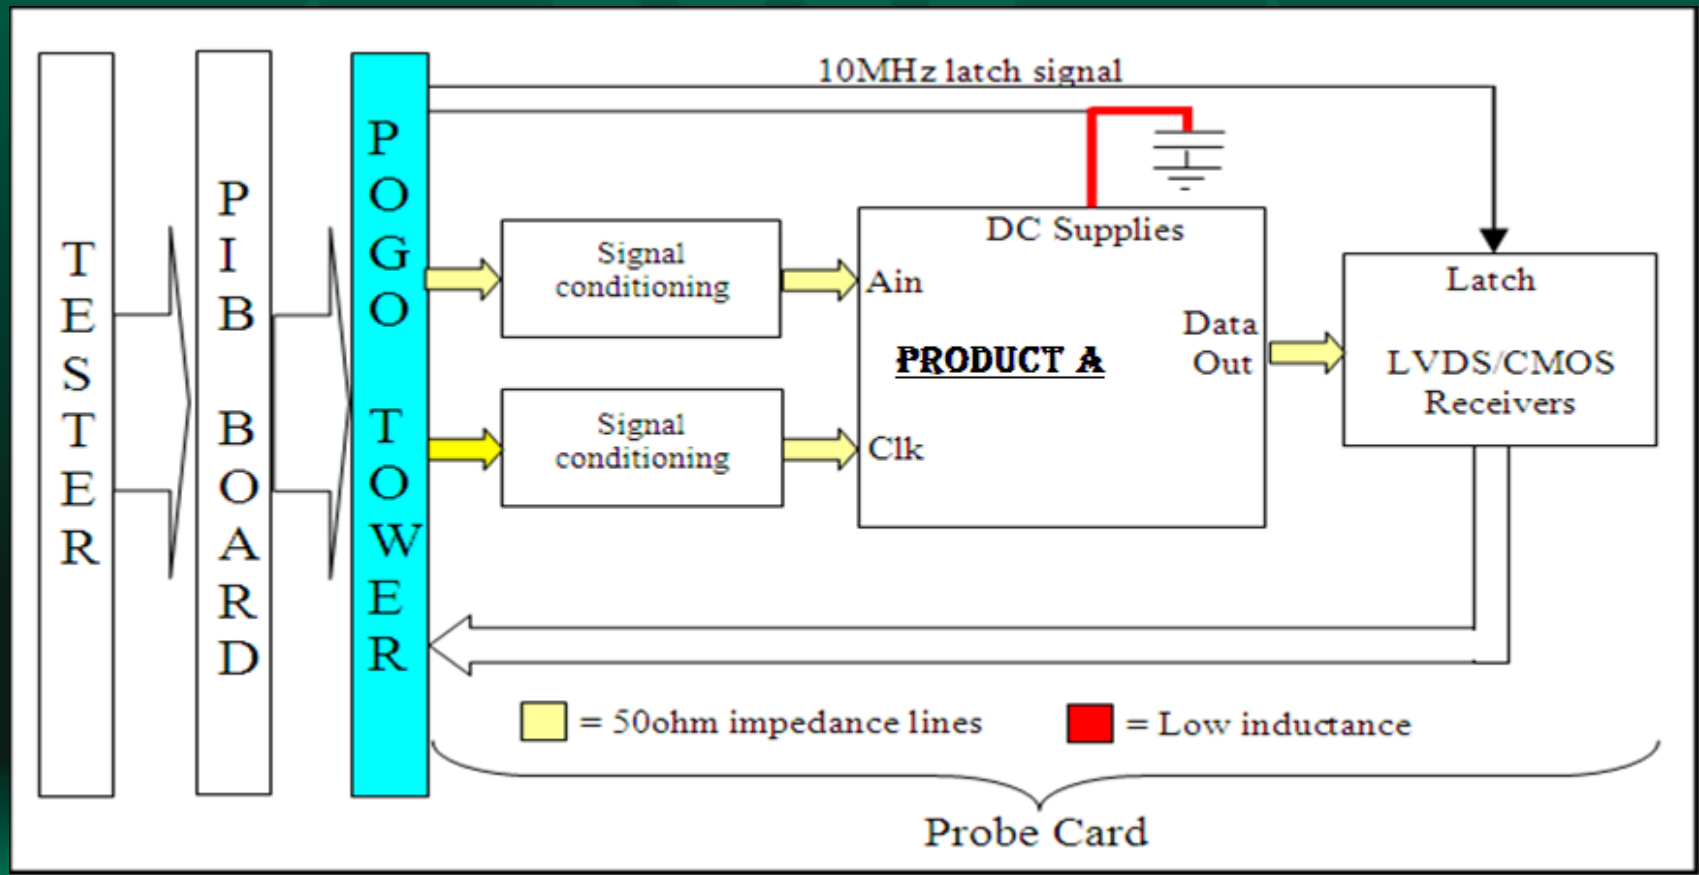 TESTER
PIB BOARD
POGO TOWER
10MHz latch signal
Signal
conditioning
Signal
conditioning
DC Supplies
Ain
PRODUCT A
Clk
Data
Out
Latch
LVDS/CMOS
Receivers
= 50ohm impedance lines
= Low inductance
Probe Card